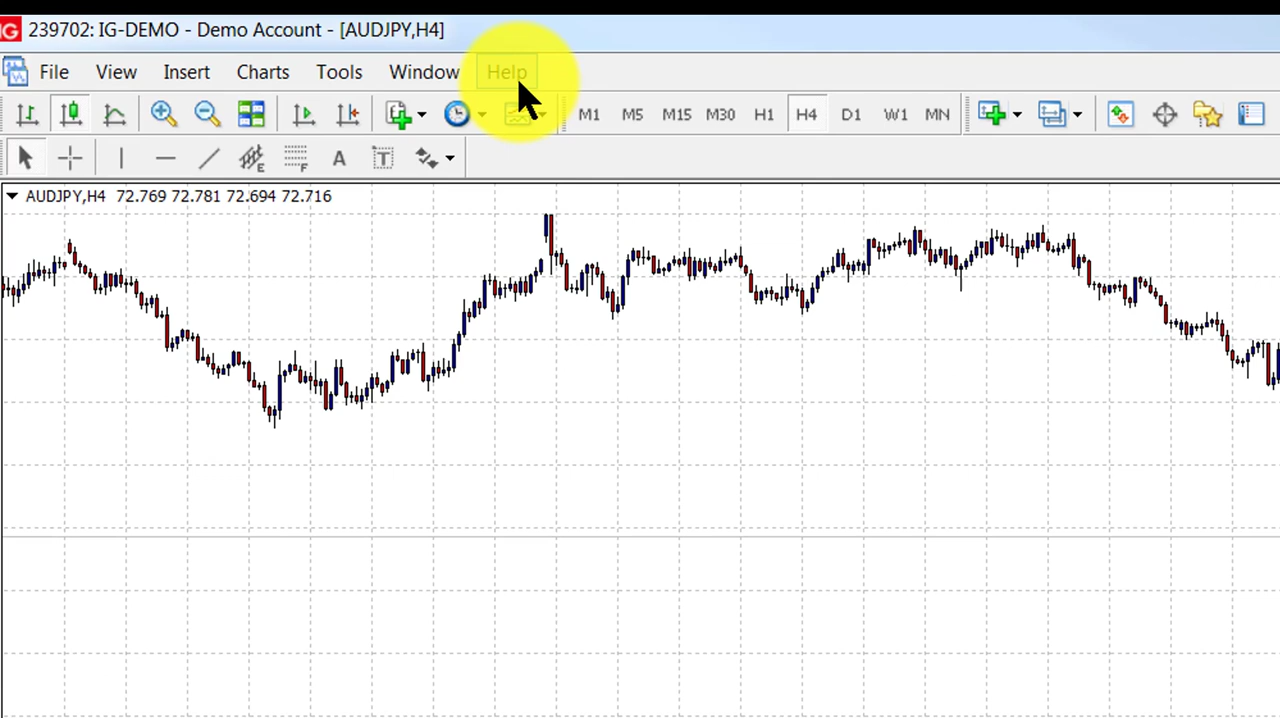 IG 239702: IG-DEMO - Demo Account - [AUDJPY,H4]
File View Insert Charts Tools Window Help
M1 M5 M15 M30 H1 H4 D1 W1 MN
E F A T
AUDJPY,H4 72.769 72.781 72.694 72.716